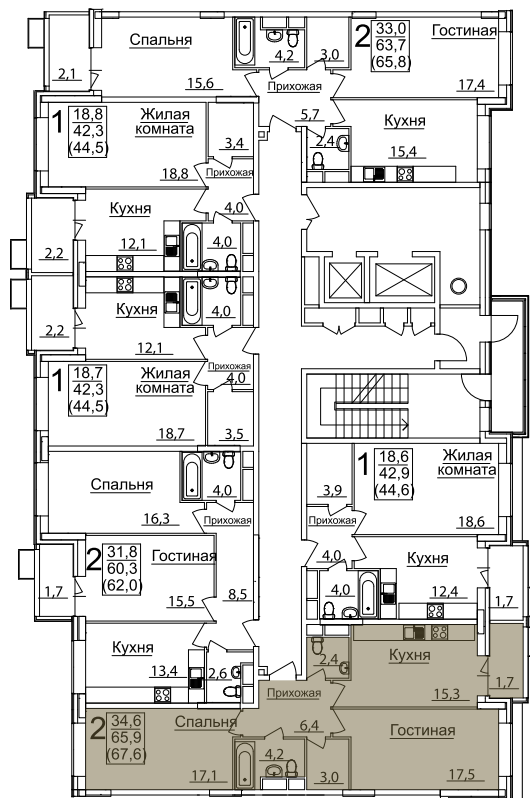 Спальня
2,1
15,6
4,2
3,0
2
33,0
63,7
(65,8)
Гостиная
17,4
Прихожая
5,7
1
18,8
42,3
(44,5)
Жилая
комната
3,4
18,8
Прихожая
2,4
Кухня
15,4
Кухня
4,0
2,2
12,1
4,0
2,2
Кухня
4,0
12,1
Прихожая
4,0
1
18,7
42,3
(44,5)
Жилая
комната
18,7
3,5
Спальня
4,0
16,3
Прихожая
3,9
1
18,6
42,9
(44,6)
Жилая
комната
18,6
Прихожая
4,0
2
31,8
60,3
(62,0)
Гостиная
1,7
15,5
8,5
4,0
Кухня
12,4
1,7
Кухня
13,4
2,6
2,4
Кухня
15,3
1,7
Прихожая
6,4
2
34,6
65,9
(67,6)
Спальня
17,1
4,2
3,0
Гостиная
17,5